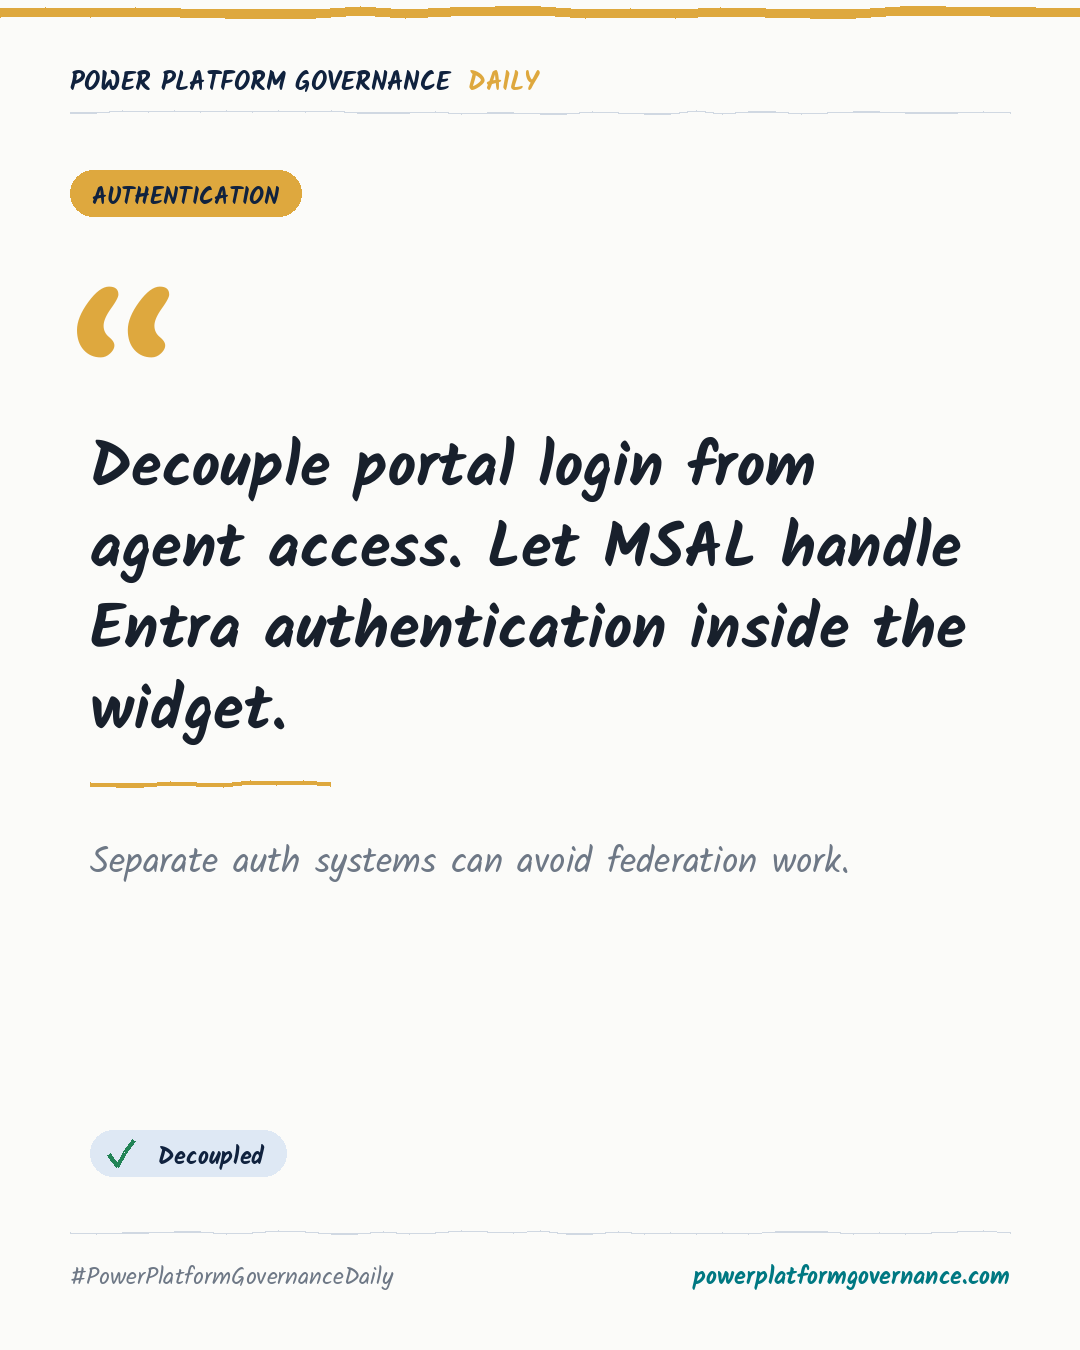 POWER PLATFORM GOVERNANCE DAILY
AUTHENTICATION
“
Decouple portal login from
agent access. Let MSAL handle
Entra authentication inside the
widget.
Separate auth systems can avoid federation work.
✓ Decoupled
#PowerPlatformGovernanceDaily
powerplatformgovernance.com